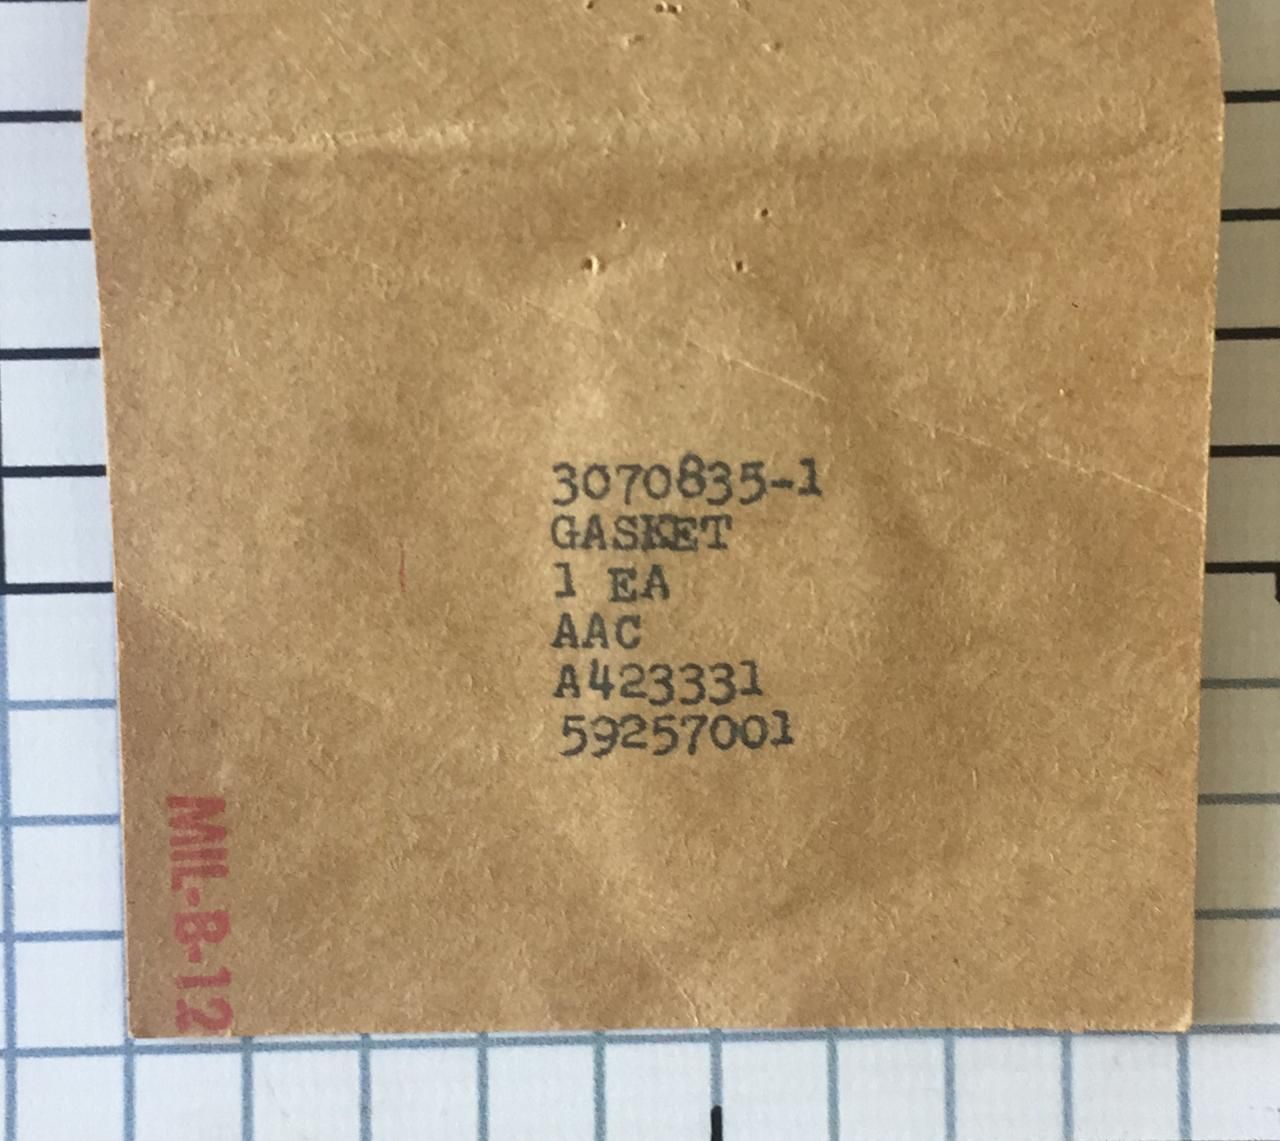 3070835-1
GASKET
1 EA
AAC
A423331
59257001
MIL-B-12